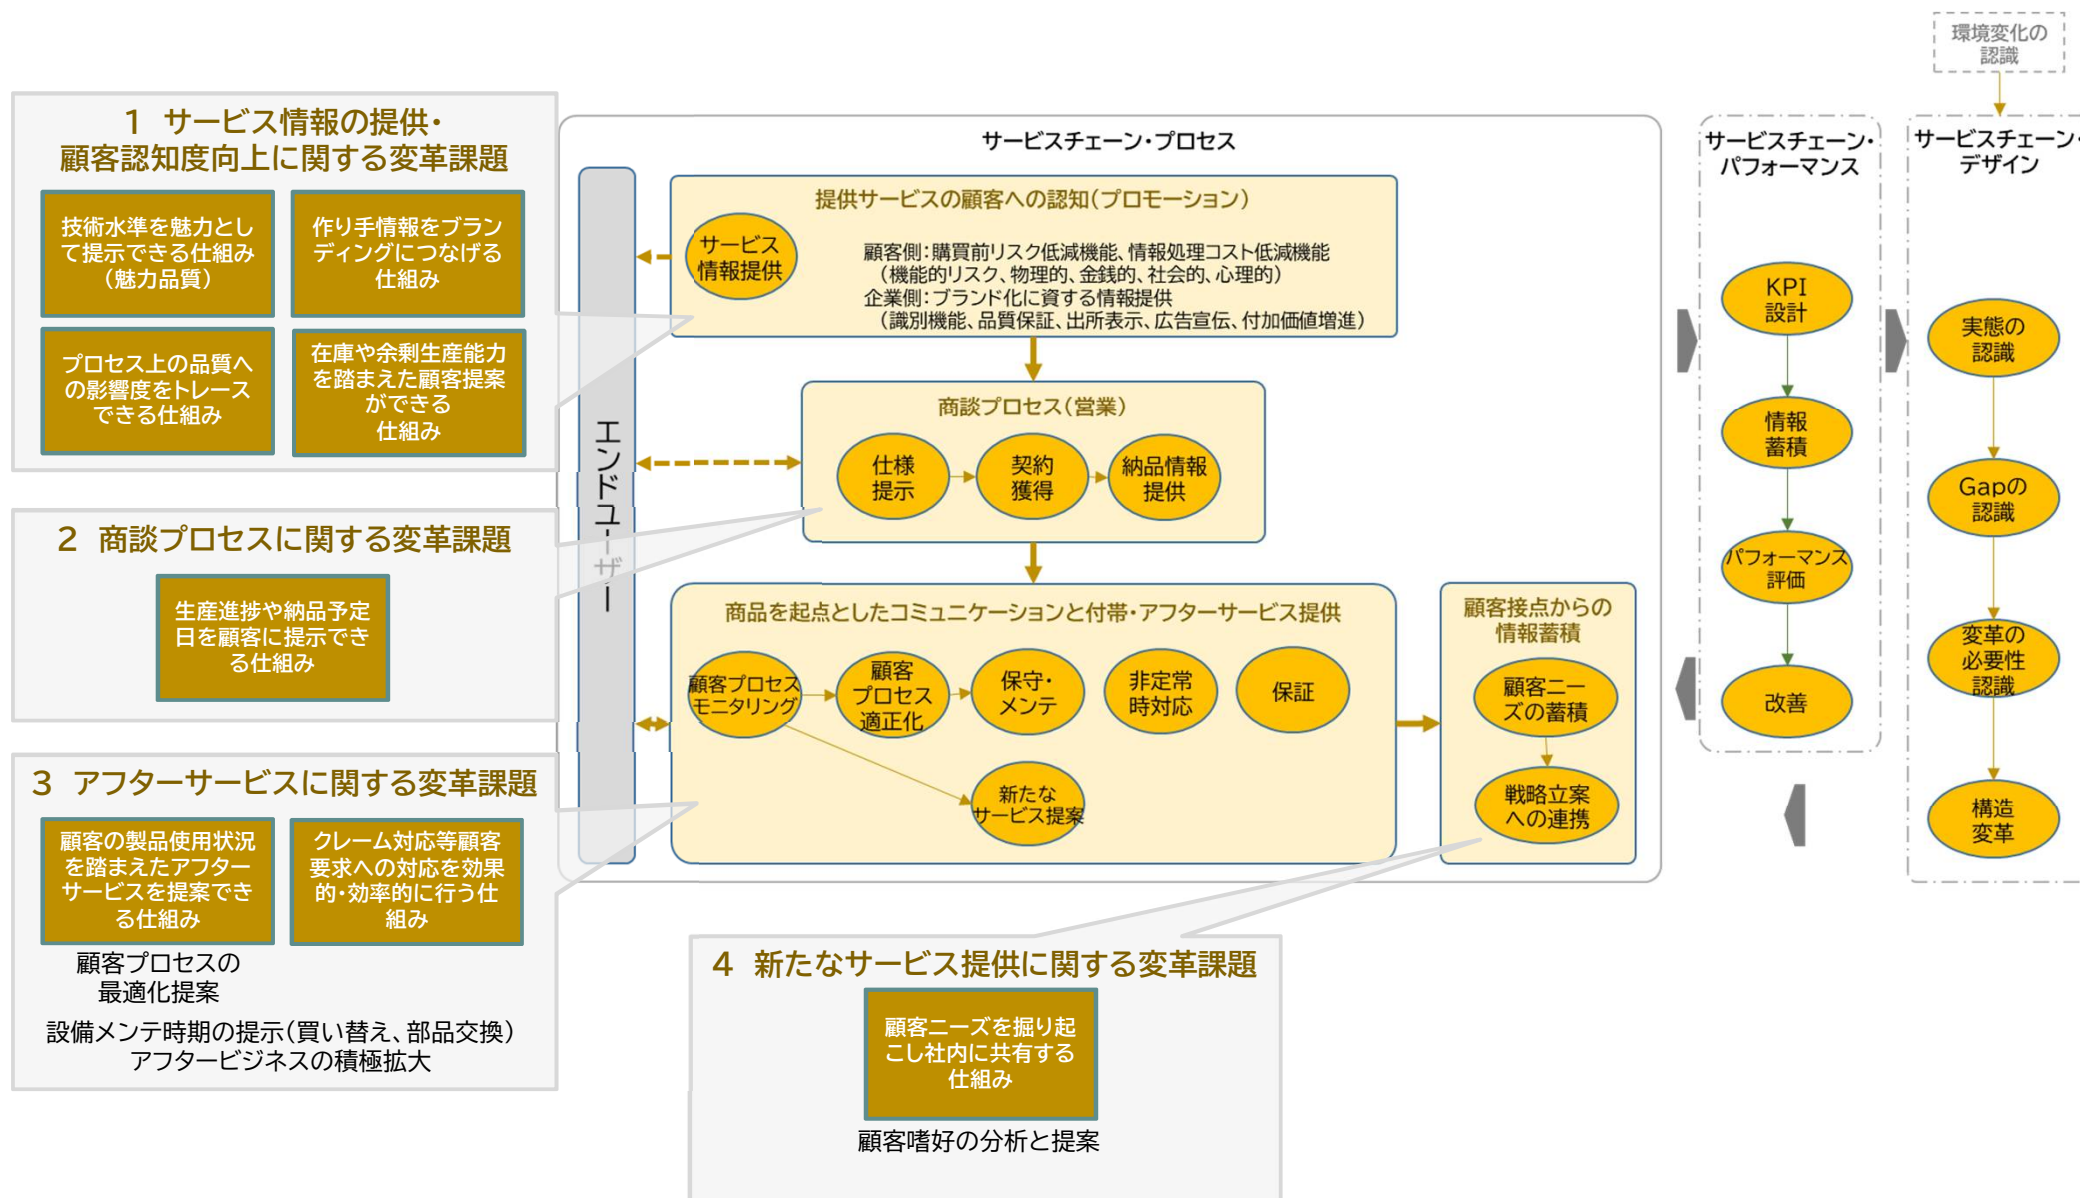 環境変化の
認識
1 サービス情報の提供・
顧客認知度向上に関する変革課題
技術水準を魅力とし
て提示できる仕組み
（魅力品質）
作り手情報をブラン
ディングにつなげる
仕組み
プロセス上の品質へ
の影響度をトレース
できる仕組み
在庫や余剰生産能力
を踏まえた顧客提案
ができる
仕組み
2 商談プロセスに関する変革課題
生産進捗や納品予定
日を顧客に提示でき
る仕組み
3 アフターサービスに関する変革課題
顧客の製品使用状況
を踏まえたアフター
サービスを提案でき
る仕組み
クレーム対応等顧客
要求への対応を効果
的・効率的に行う仕
組み
顧客プロセスの
最適化提案
設備メンテ時期の提示（買い替え、部品交換）
アフタービジネスの積極拡大
サービスチェーン・プロセス
エンドユーザー
提供サービスの顧客への認知（プロモーション）
サービス
情報提供
顧客側：購買前リスク低減機能、情報処理コスト低減機能
（機能的リスク、物理的、金銭的、社会的、心理的）
企業側：ブランド化に資する情報提供
（識別機能、品質保証、出所表示、広告宣伝、付加価値増進）
商談プロセス（営業）
仕様
提示
契約
獲得
納品情報
提供
商品を起点としたコミュニケーションと付帯・アフターサービス提供
顧客プロセス
モニタリング
顧客
プロセス
適正化
保守・
メンテ
非定常
時対応
保証
新たな
サービス提案
顧客接点からの
情報蓄積
顧客ニー
ズの蓄積
戦略立案
への連携
4 新たなサービス提供に関する変革課題
顧客ニーズを掘り起
こし社内に共有する
仕組み
顧客嗜好の分析と提案
サービスチェーン・
パフォーマンス
KPI
設計
情報
蓄積
パフォーマンス
評価
改善
サービスチェーン・
デザイン
実態の
認識
Gapの
認識
変革の
必要性
認識
構造
変革